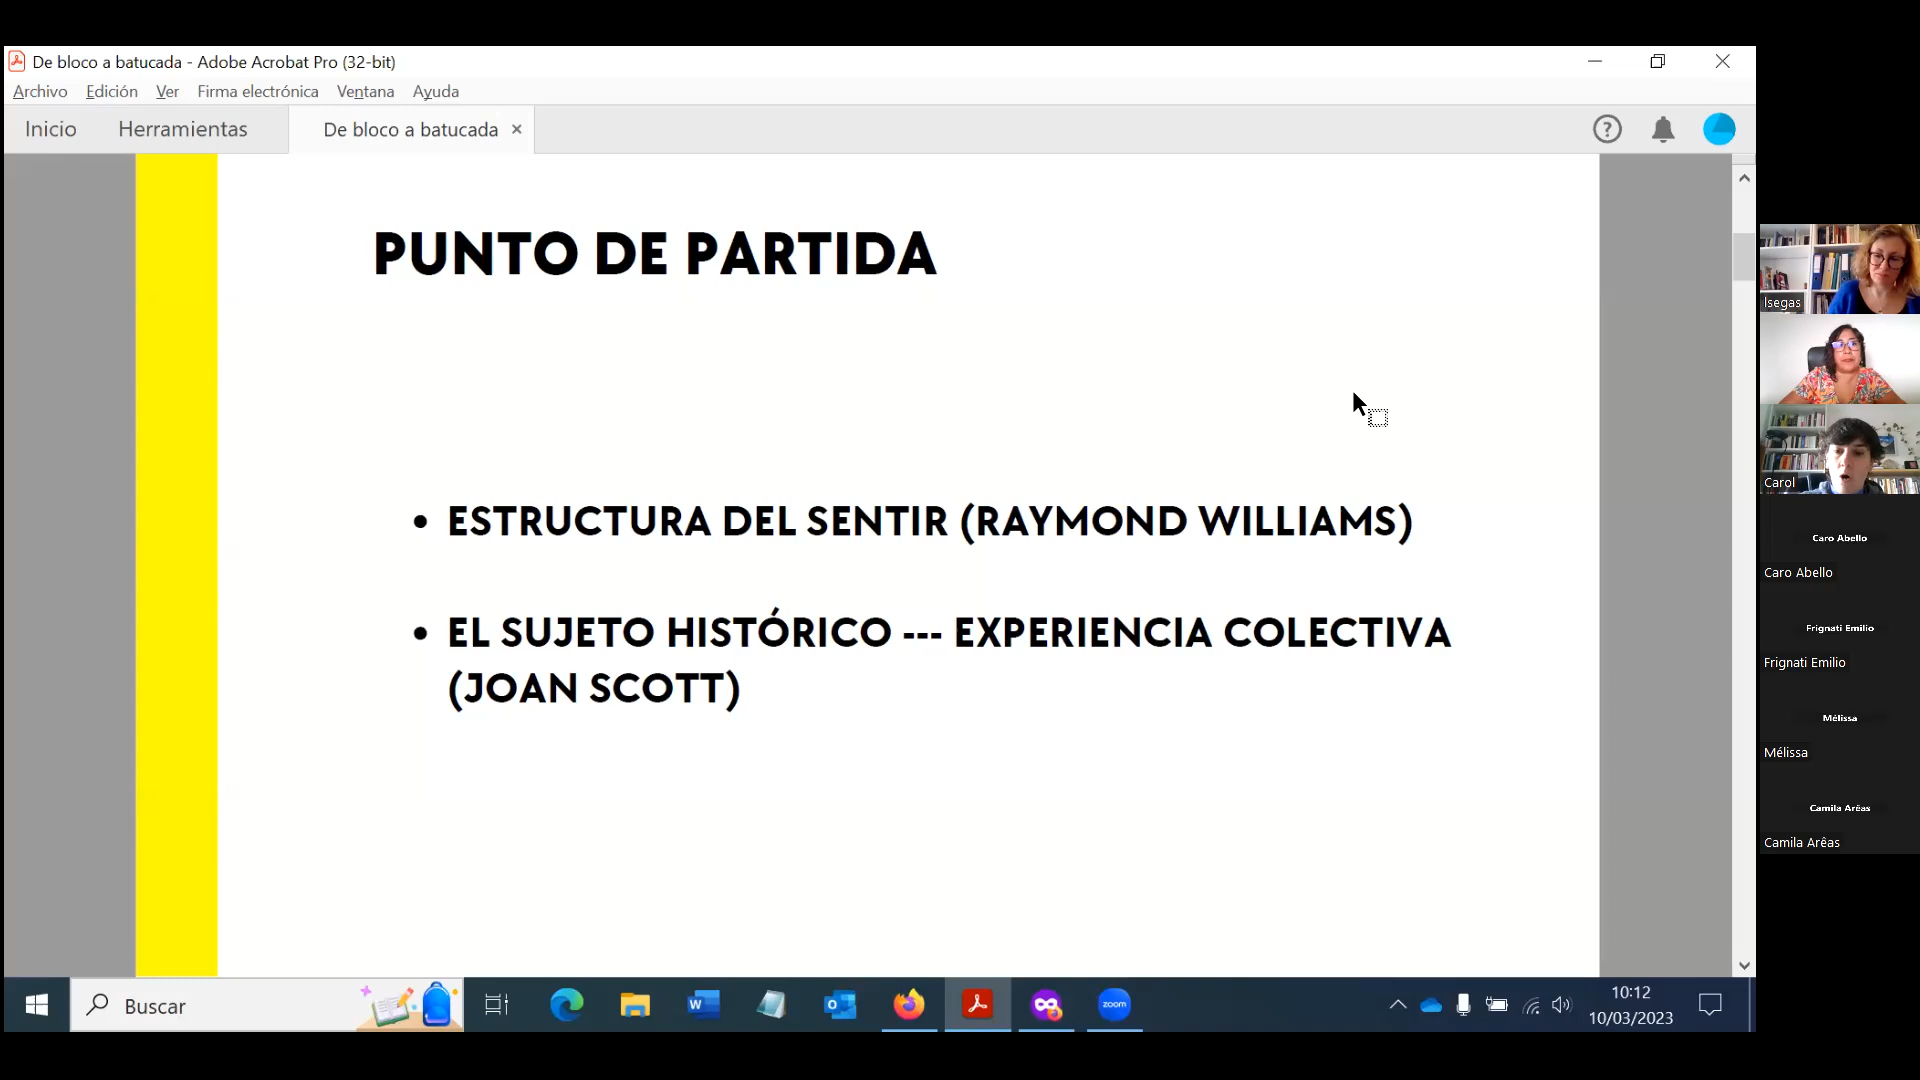 De bloco a batucada - Adobe Acrobat Pro (32-bit)
Archivo Edición Ver Firma electrónica Ventana Ayuda
Inicio Herramientas De bloco a batucada
PUNTO DE PARTIDA
• ESTRUCTURA DEL SENTIR (RAYMOND WILLIAMS)
• EL SUJETO HISTÓRICO --- EXPERIENCIA COLECTIVA
(JOAN SCOTT)
lsegas
Carol
Caro Abello
Caro Abello
Frignati Emilio
Frignati Emilio
Mélissa
Mélissa
Camila Arêas
Camila Arêas
Buscar
zoom
10:12
10/03/2023